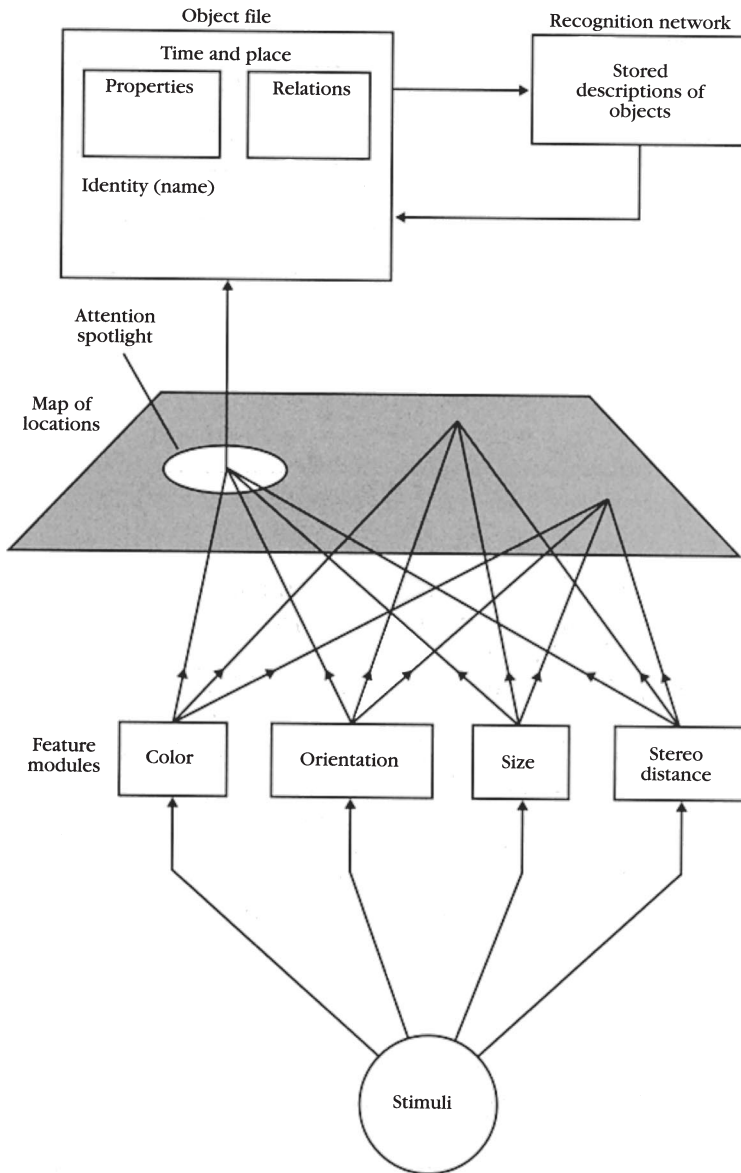 Object file
Recognition network
Time and place
Properties
Relations
Stored
descriptions of
objects
Identity (name)
Attention
spotlight
Map of
locations
Feature
modules
Color
Orientation
Size
Stereo
distance
Stimuli